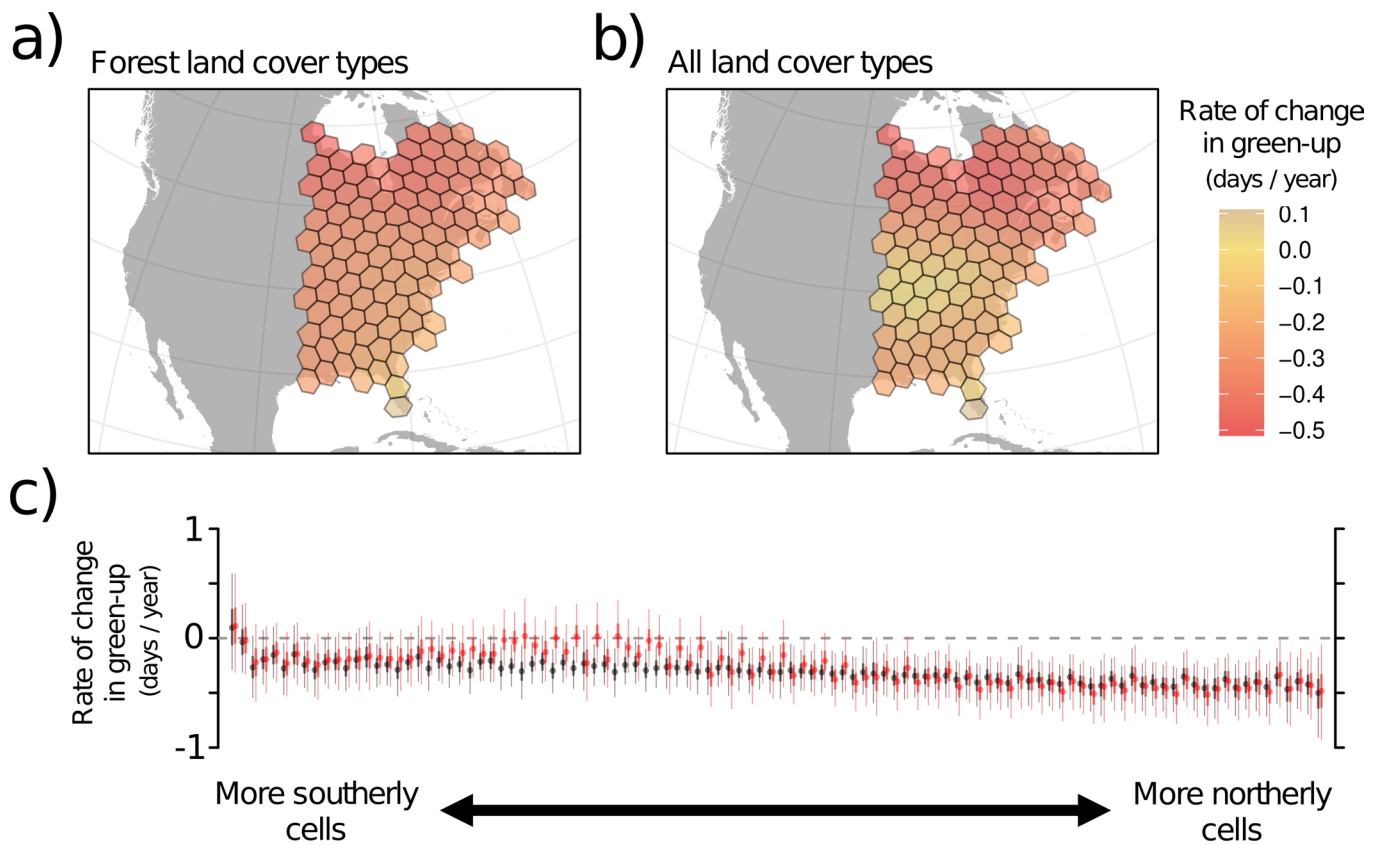 a)
Forest land cover types
b)
All land cover types
Rate of change
in green-up
(days / year)
0.1
0.0
−0.1
−0.2
−0.3
−0.4
−0.5
c)
Rate of change
in green-up
(days / year)
1
0
-1
More southerly
cells
More northerly
cells